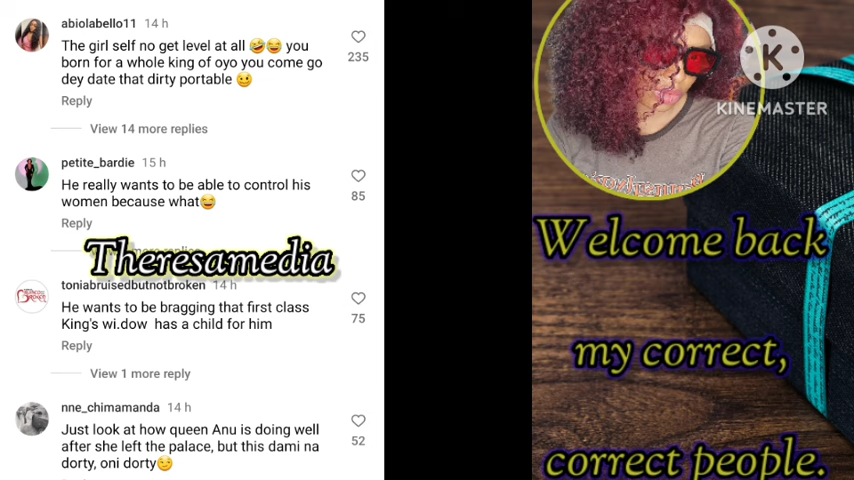 abiolabello11 14 h
The girl self no get level at all 🤣😂 you
born for a whole king of oyo you come go
dey date that dirty portable 🥴
235
Reply
View 14 more replies
petite_bardie 15 h
He really wants to be able to control his
women because what😂
85
Reply
more replies
Theresamedia
toniabruisedbutnotbroken 14 h
He wants to be bragging that first class
King's wi.dow has a child for him
75
Reply
View 1 more reply
nne_chimamanda 14 h
Just look at how queen Anu is doing well
after she left the palace, but this dami na
dorty, oni dorty😏
52
K
KINEMASTER
Welcome back
my correct,
correct people.